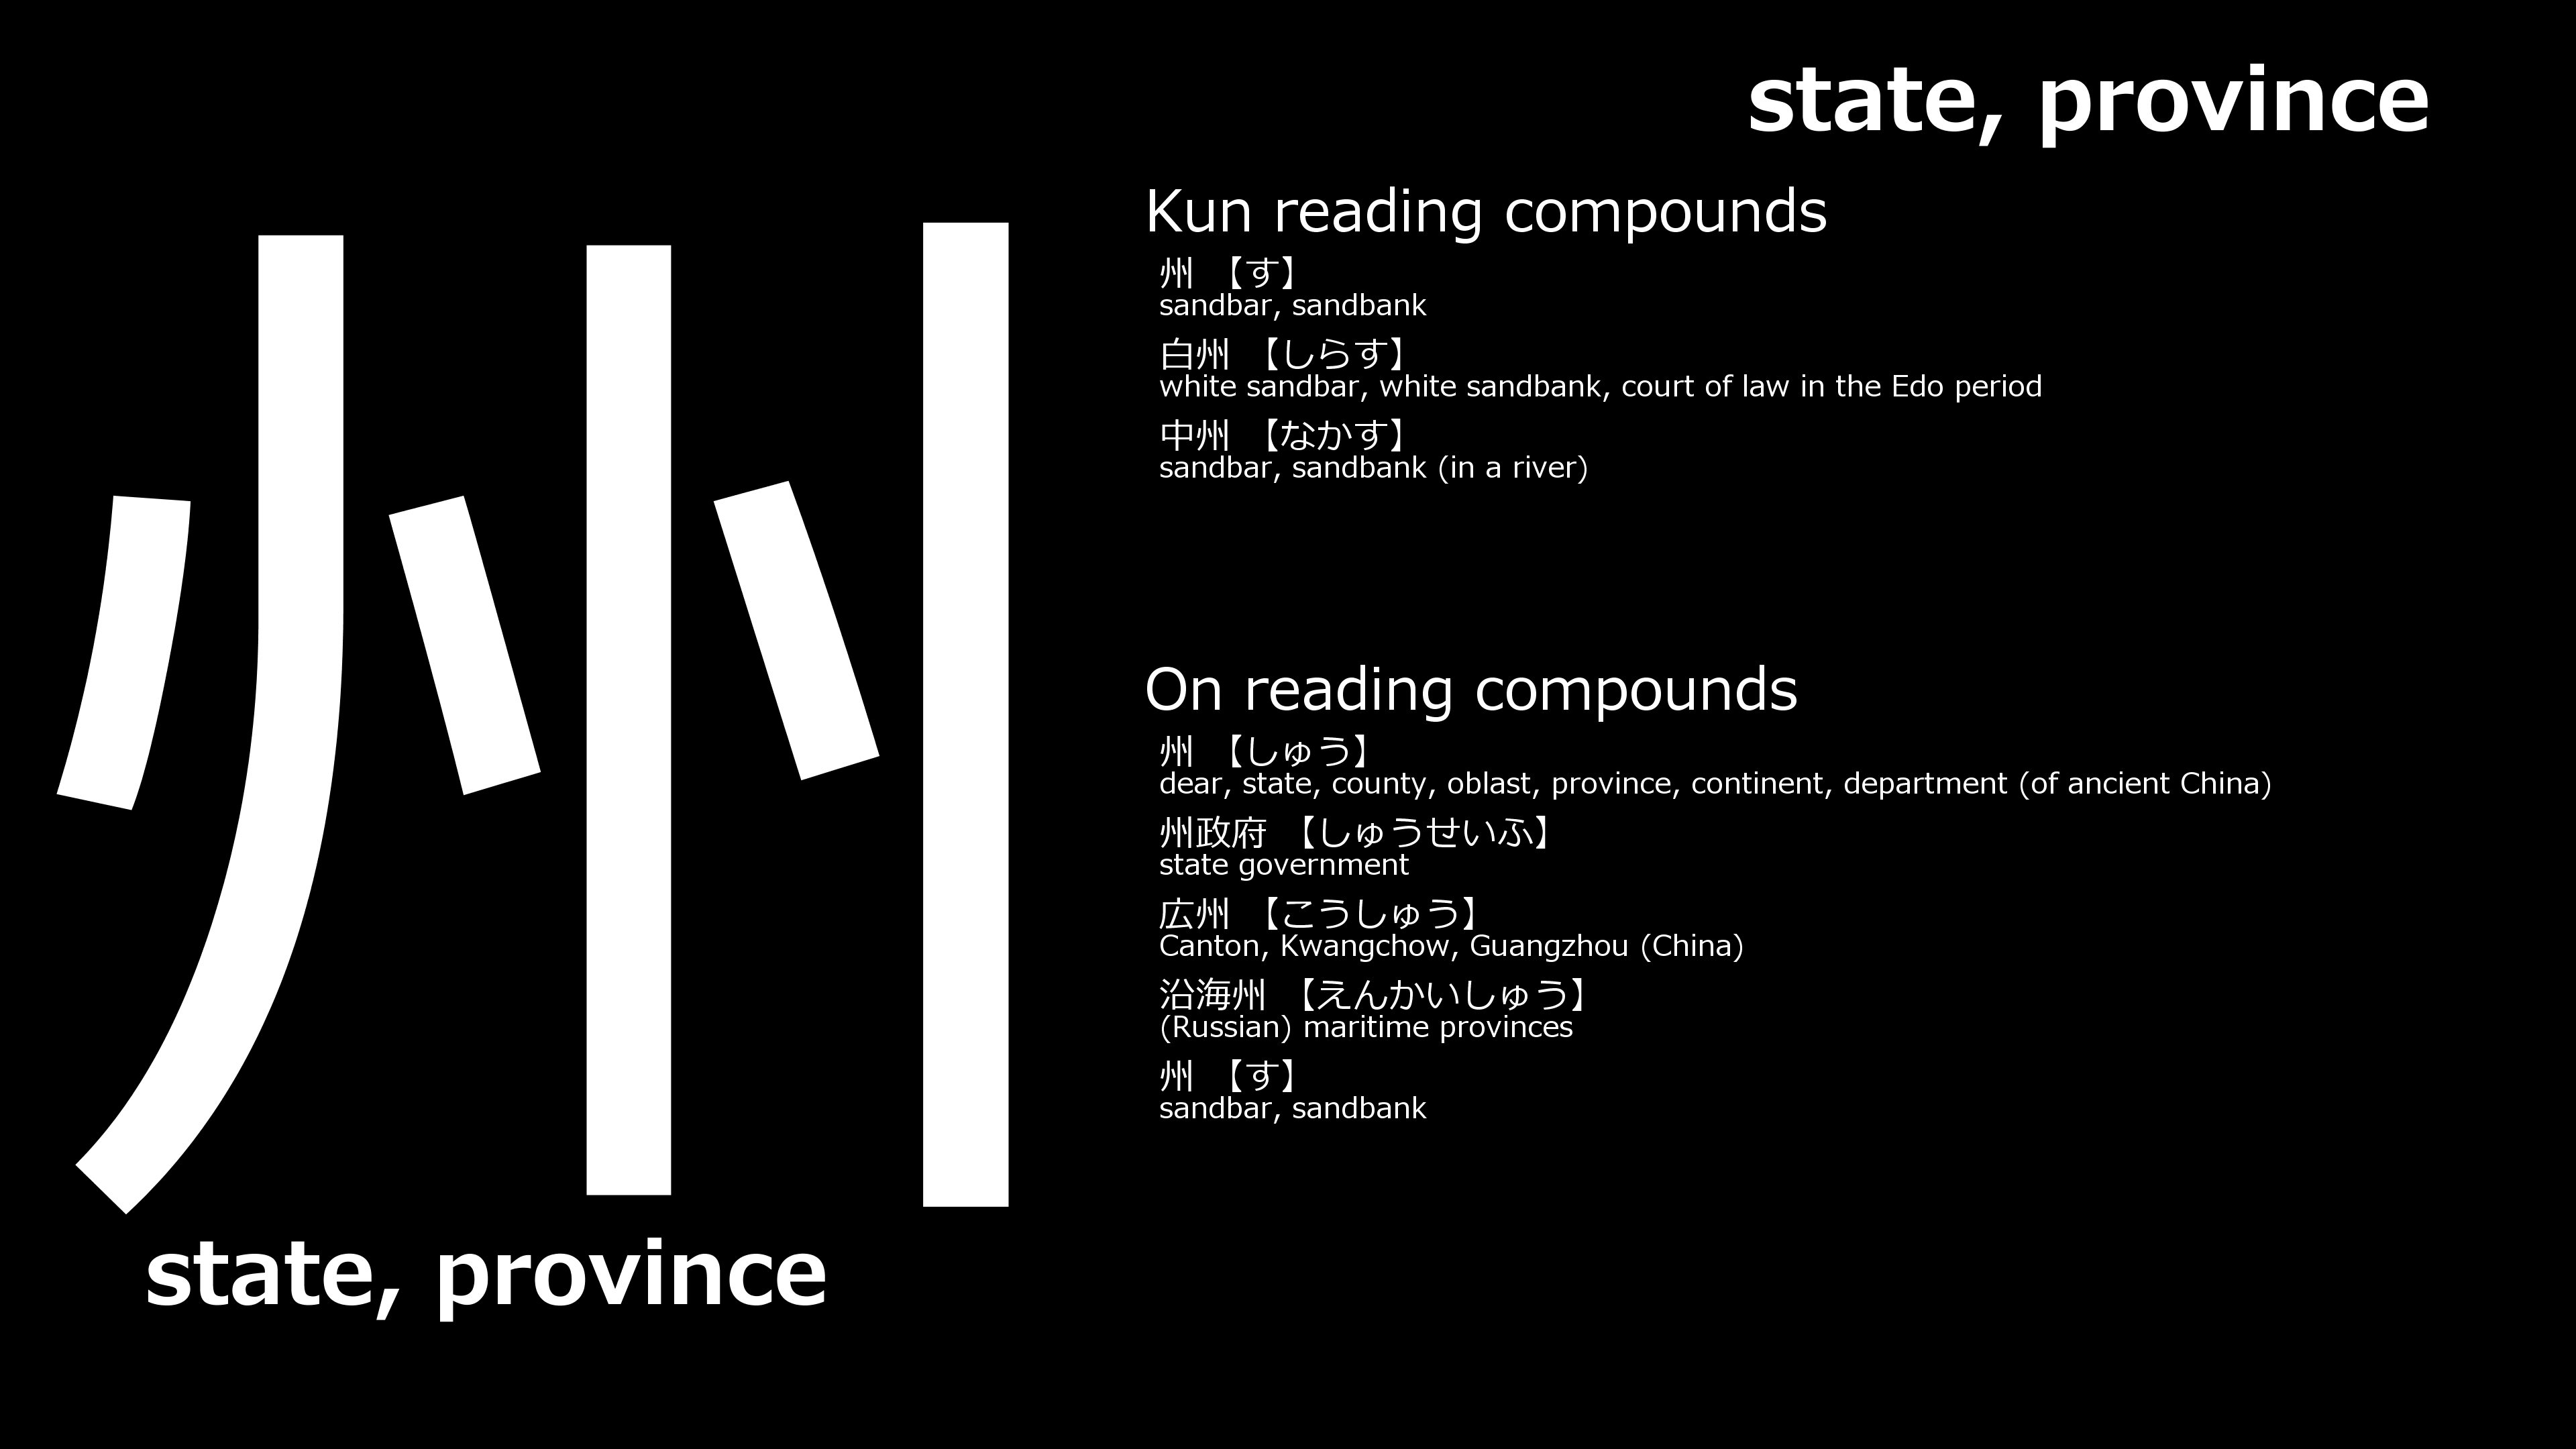 州
state, province
state, province
Kun reading compounds
州 【す】
sandbar, sandbank
白州 【しらす】
white sandbar, white sandbank, court of law in the Edo period
中州 【なかす】
sandbar, sandbank (in a river)
On reading compounds
州 【しゅう】
dear, state, county, oblast, province, continent, department (of ancient China)
州政府 【しゅうせいふ】
state government
広州 【こうしゅう】
Canton, Kwangchow, Guangzhou (China)
沿海州 【えんかいしゅう】
(Russian) maritime provinces
州 【す】
sandbar, sandbank